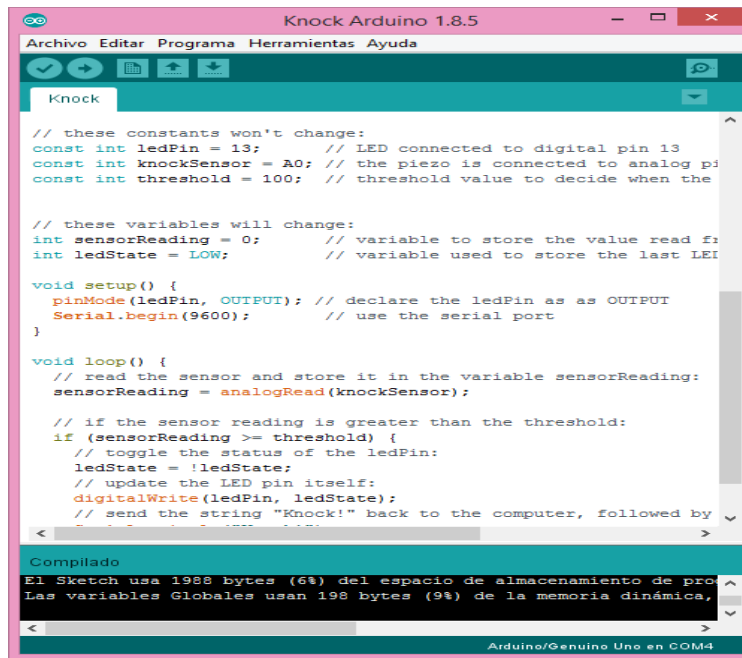 Knock Arduino 1.8.5
Archivo Editar Programa Herramientas Ayuda
Knock
// these constants won't change:
const int ledPin = 13;       // LED connected to digital pin 13
const int knockSensor = A0; // the piezo is connected to analog pi
const int threshold = 100;  // threshold value to decide when the
// these variables will change:
int sensorReading = 0;      // variable to store the value read fr
int ledState = LOW;         // variable used to store the last LED
void setup() {
  pinMode(ledPin, OUTPUT); // declare the ledPin as as OUTPUT
  Serial.begin(9600);       // use the serial port
}
void loop() {
  // read the sensor and store it in the variable sensorReading:
  sensorReading = analogRead(knockSensor);
  // if the sensor reading is greater than the threshold:
  if (sensorReading >= threshold) {
    // toggle the status of the ledPin:
    ledState = !ledState;
    // update the LED pin itself:
    digitalWrite(ledPin, ledState);
    // send the string "Knock!" back to the computer, followed by
Compilado
El Sketch usa 1988 bytes (6%) del espacio de almacenamiento de pro
Las variables Globales usan 198 bytes (9%) de la memoria dinámica,
Arduino/Genuino Uno en COM4